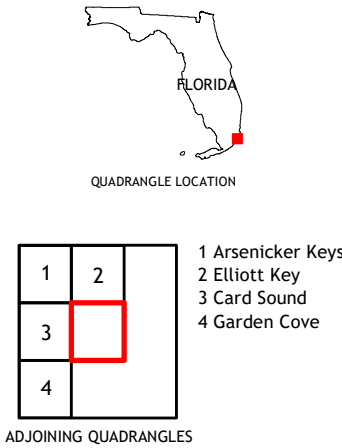 FLORIDA
QUADRANGLE LOCATION
1 2
3
4
1 Arsenicker Keys
2 Elliott Key
3 Card Sound
4 Garden Cove
ADJOINING QUADRANGLES